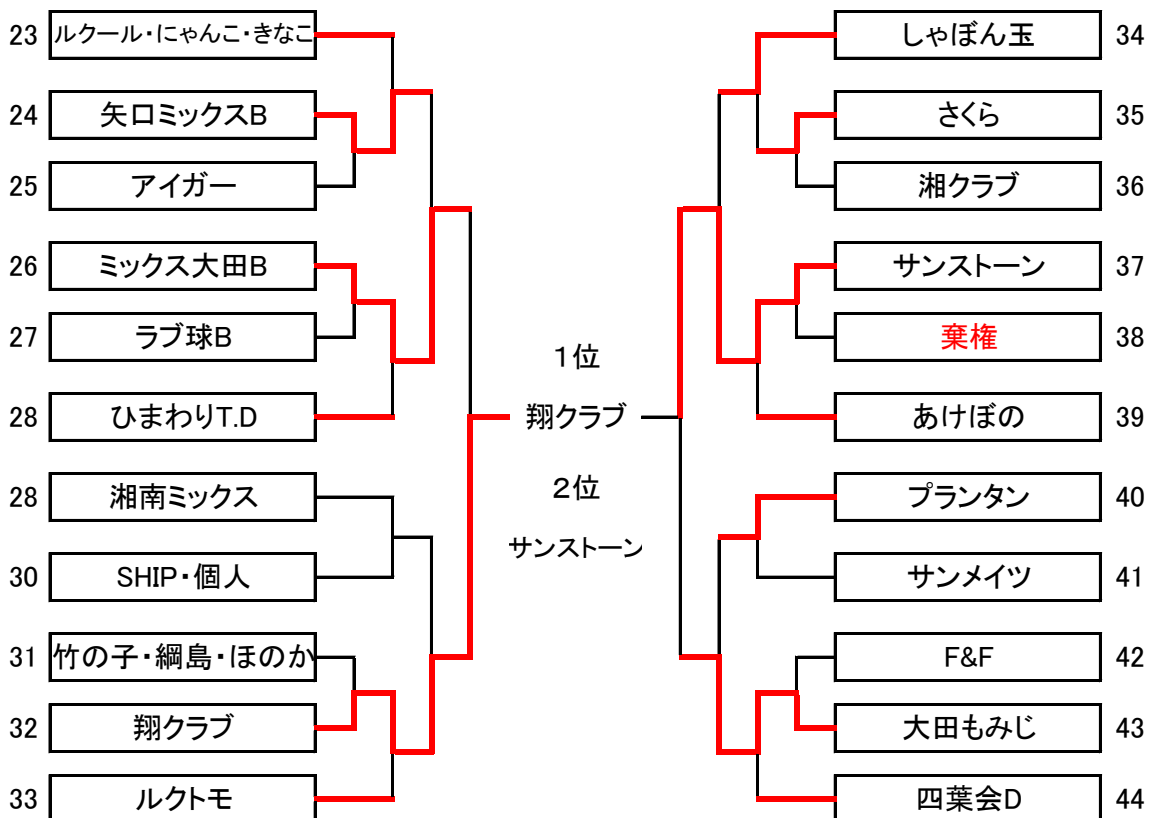 23 ルクール・にゃんこ・きなこ
24 矢口ミックスB
25 アイガー
26 ミックス大田B
27 ラブ球B
28 ひまわりT.D
28 湘南ミックス
30 SHIP・個人
31 竹の子・綱島・ほのか
32 翔クラブ
33 ルクトモ
1位
翔クラブ
2位
サンストーン
しゃぼん玉 34
さくら 35
湘クラブ 36
サンストーン 37
棄権 38
あけぼの 39
プランタン 40
サンメイツ 41
F&F 42
大田もみじ 43
四葉会D 44